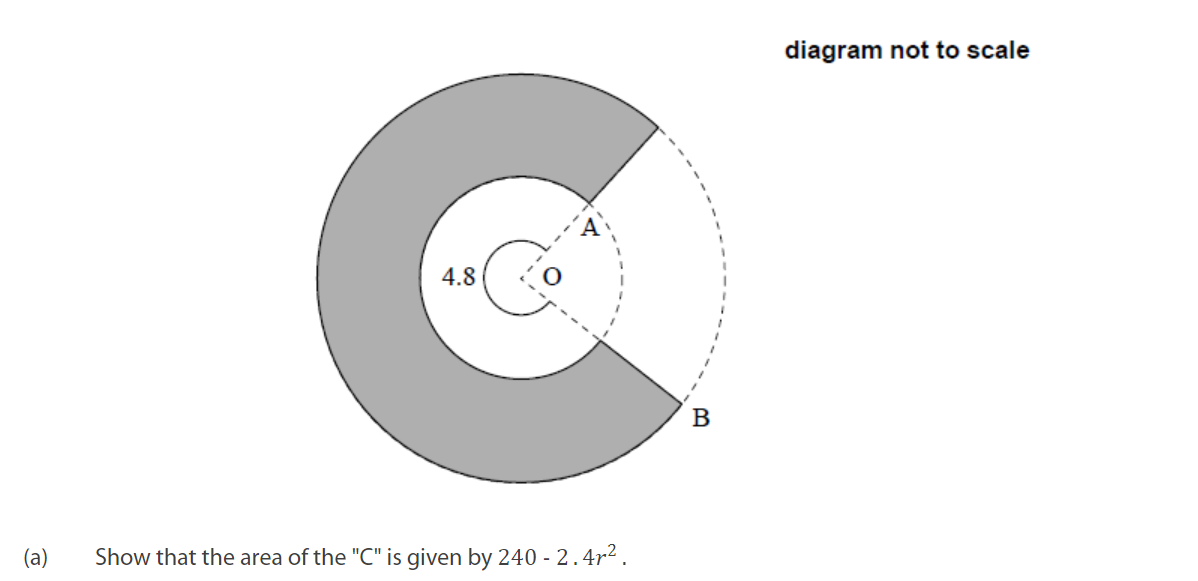 diagram not to scale
A
4.8
O
B
(a) Show that the area of the "C" is given by 240 - 2.4r².